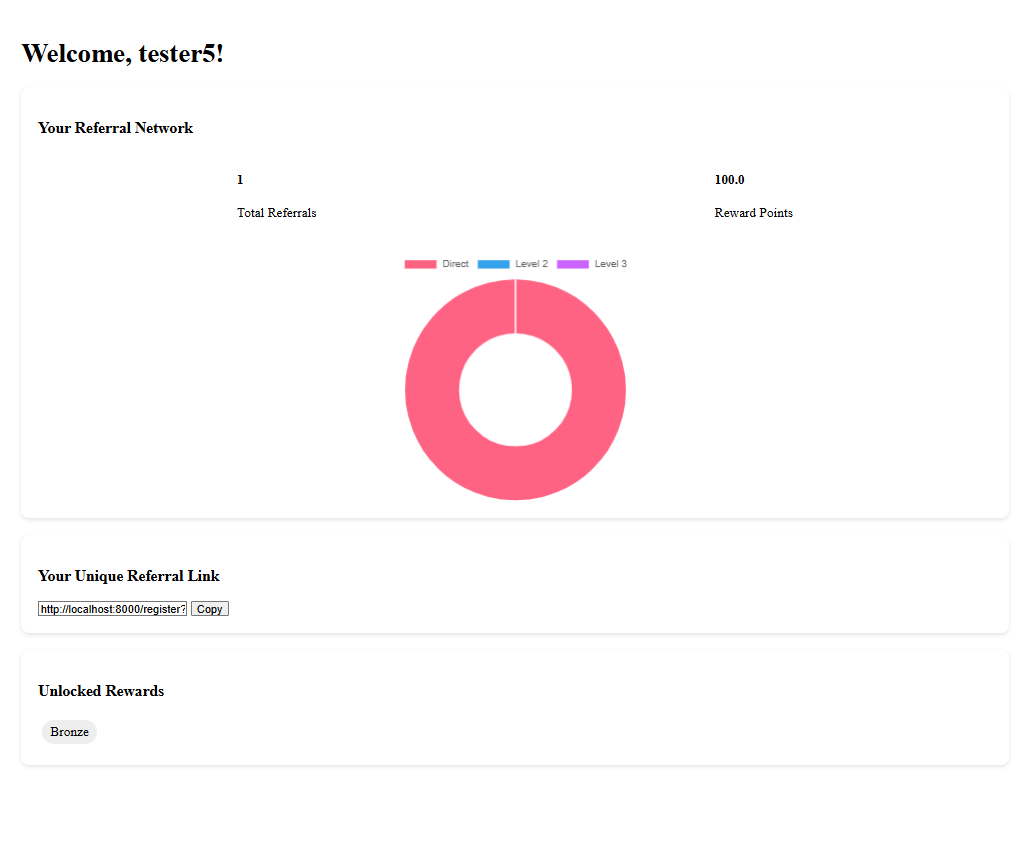 Welcome, tester5!
Your Referral Network
1
Total Referrals
100.0
Reward Points
Direct Level 2 Level 3
Your Unique Referral Link
http://localhost:8000/register? Copy
Unlocked Rewards
Bronze